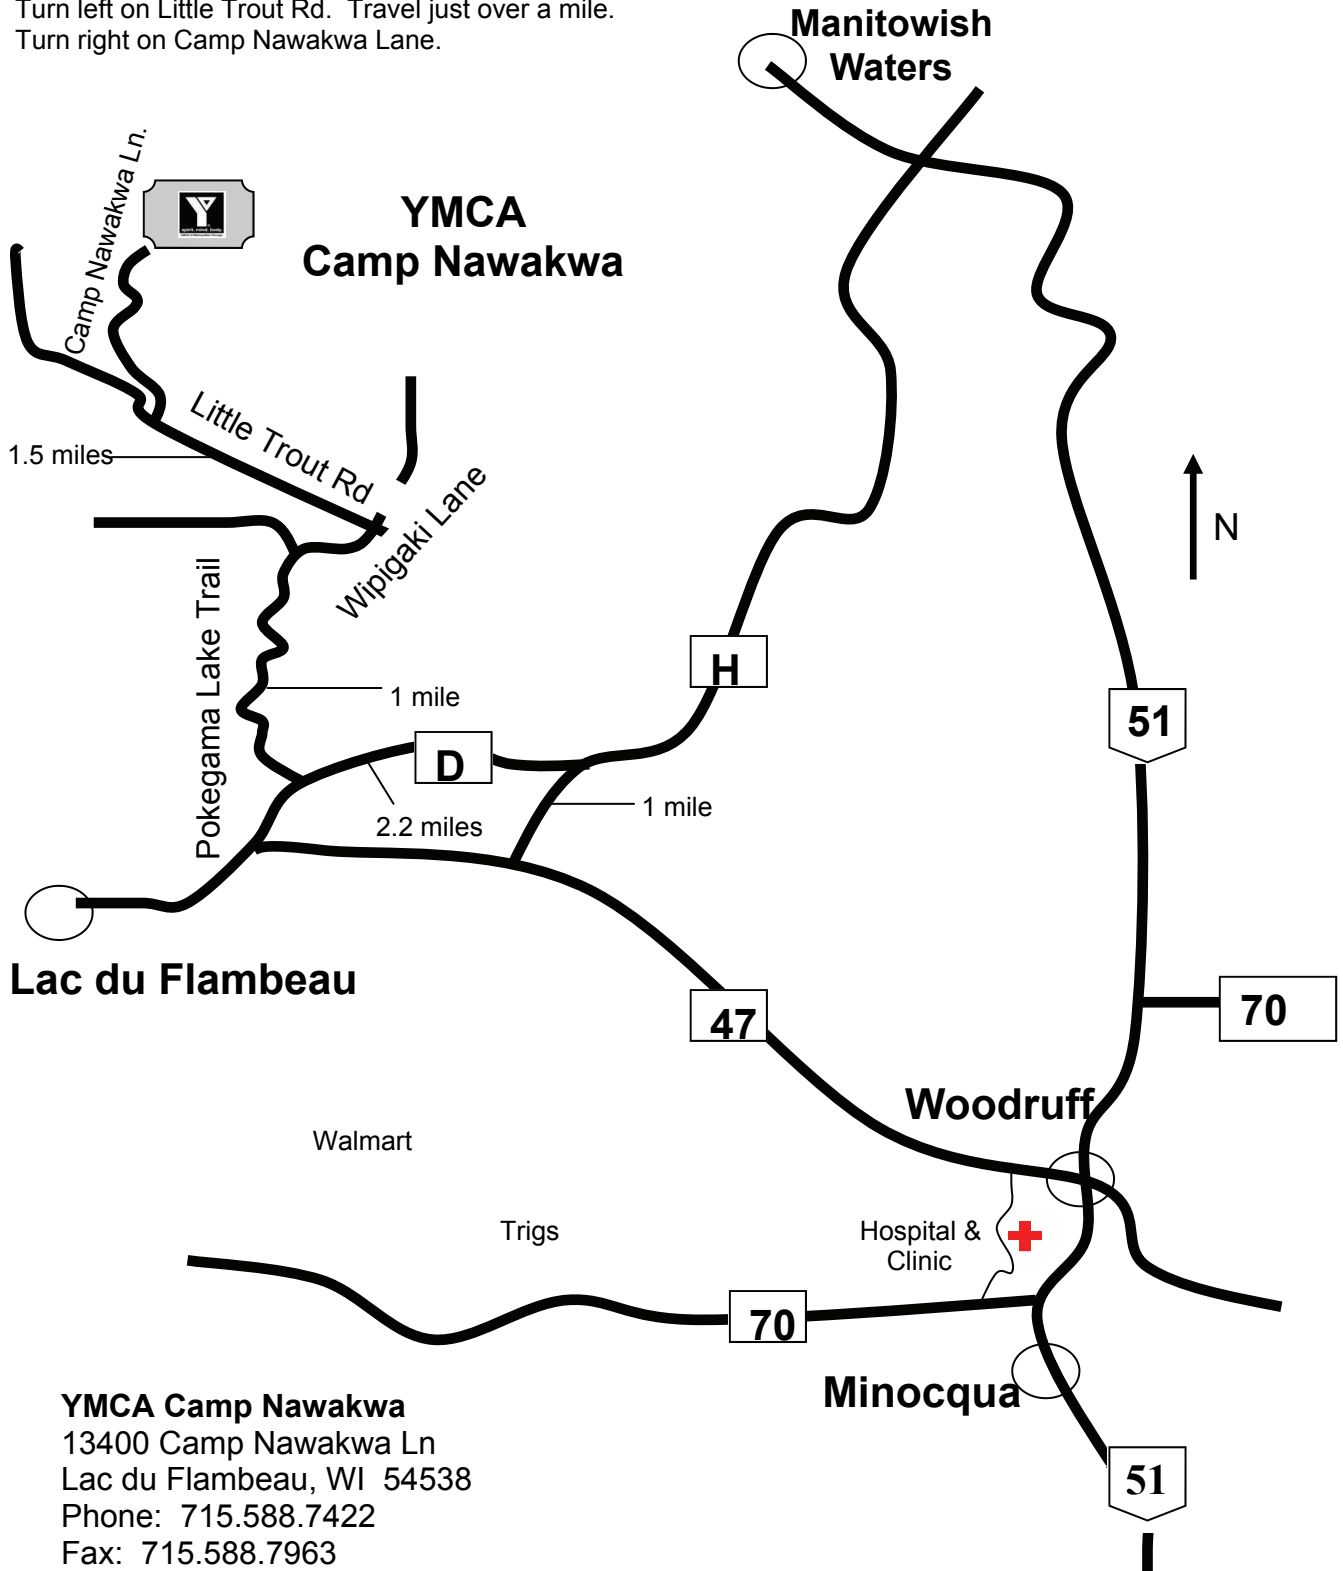 Turn left on Little Trout Rd.  Travel just over a mile.
Turn right on Camp Nawakwa Lane.
Manitowish
Waters
Camp Nawakwa Ln.
Y
YMCA
Camp Nawakwa
Little Trout Rd
1.5 miles
Wipigaki Lane
N
Pokegama Lake Trail
H
1 mile
51
D
1 mile
2.2 miles
Lac du Flambeau
47
70
Woodruff
Walmart
Trigs
Hospital &
Clinic
70
Minocqua
51
YMCA Camp Nawakwa
13400 Camp Nawakwa Ln
Lac du Flambeau, WI  54538
Phone:  715.588.7422
Fax:  715.588.7963